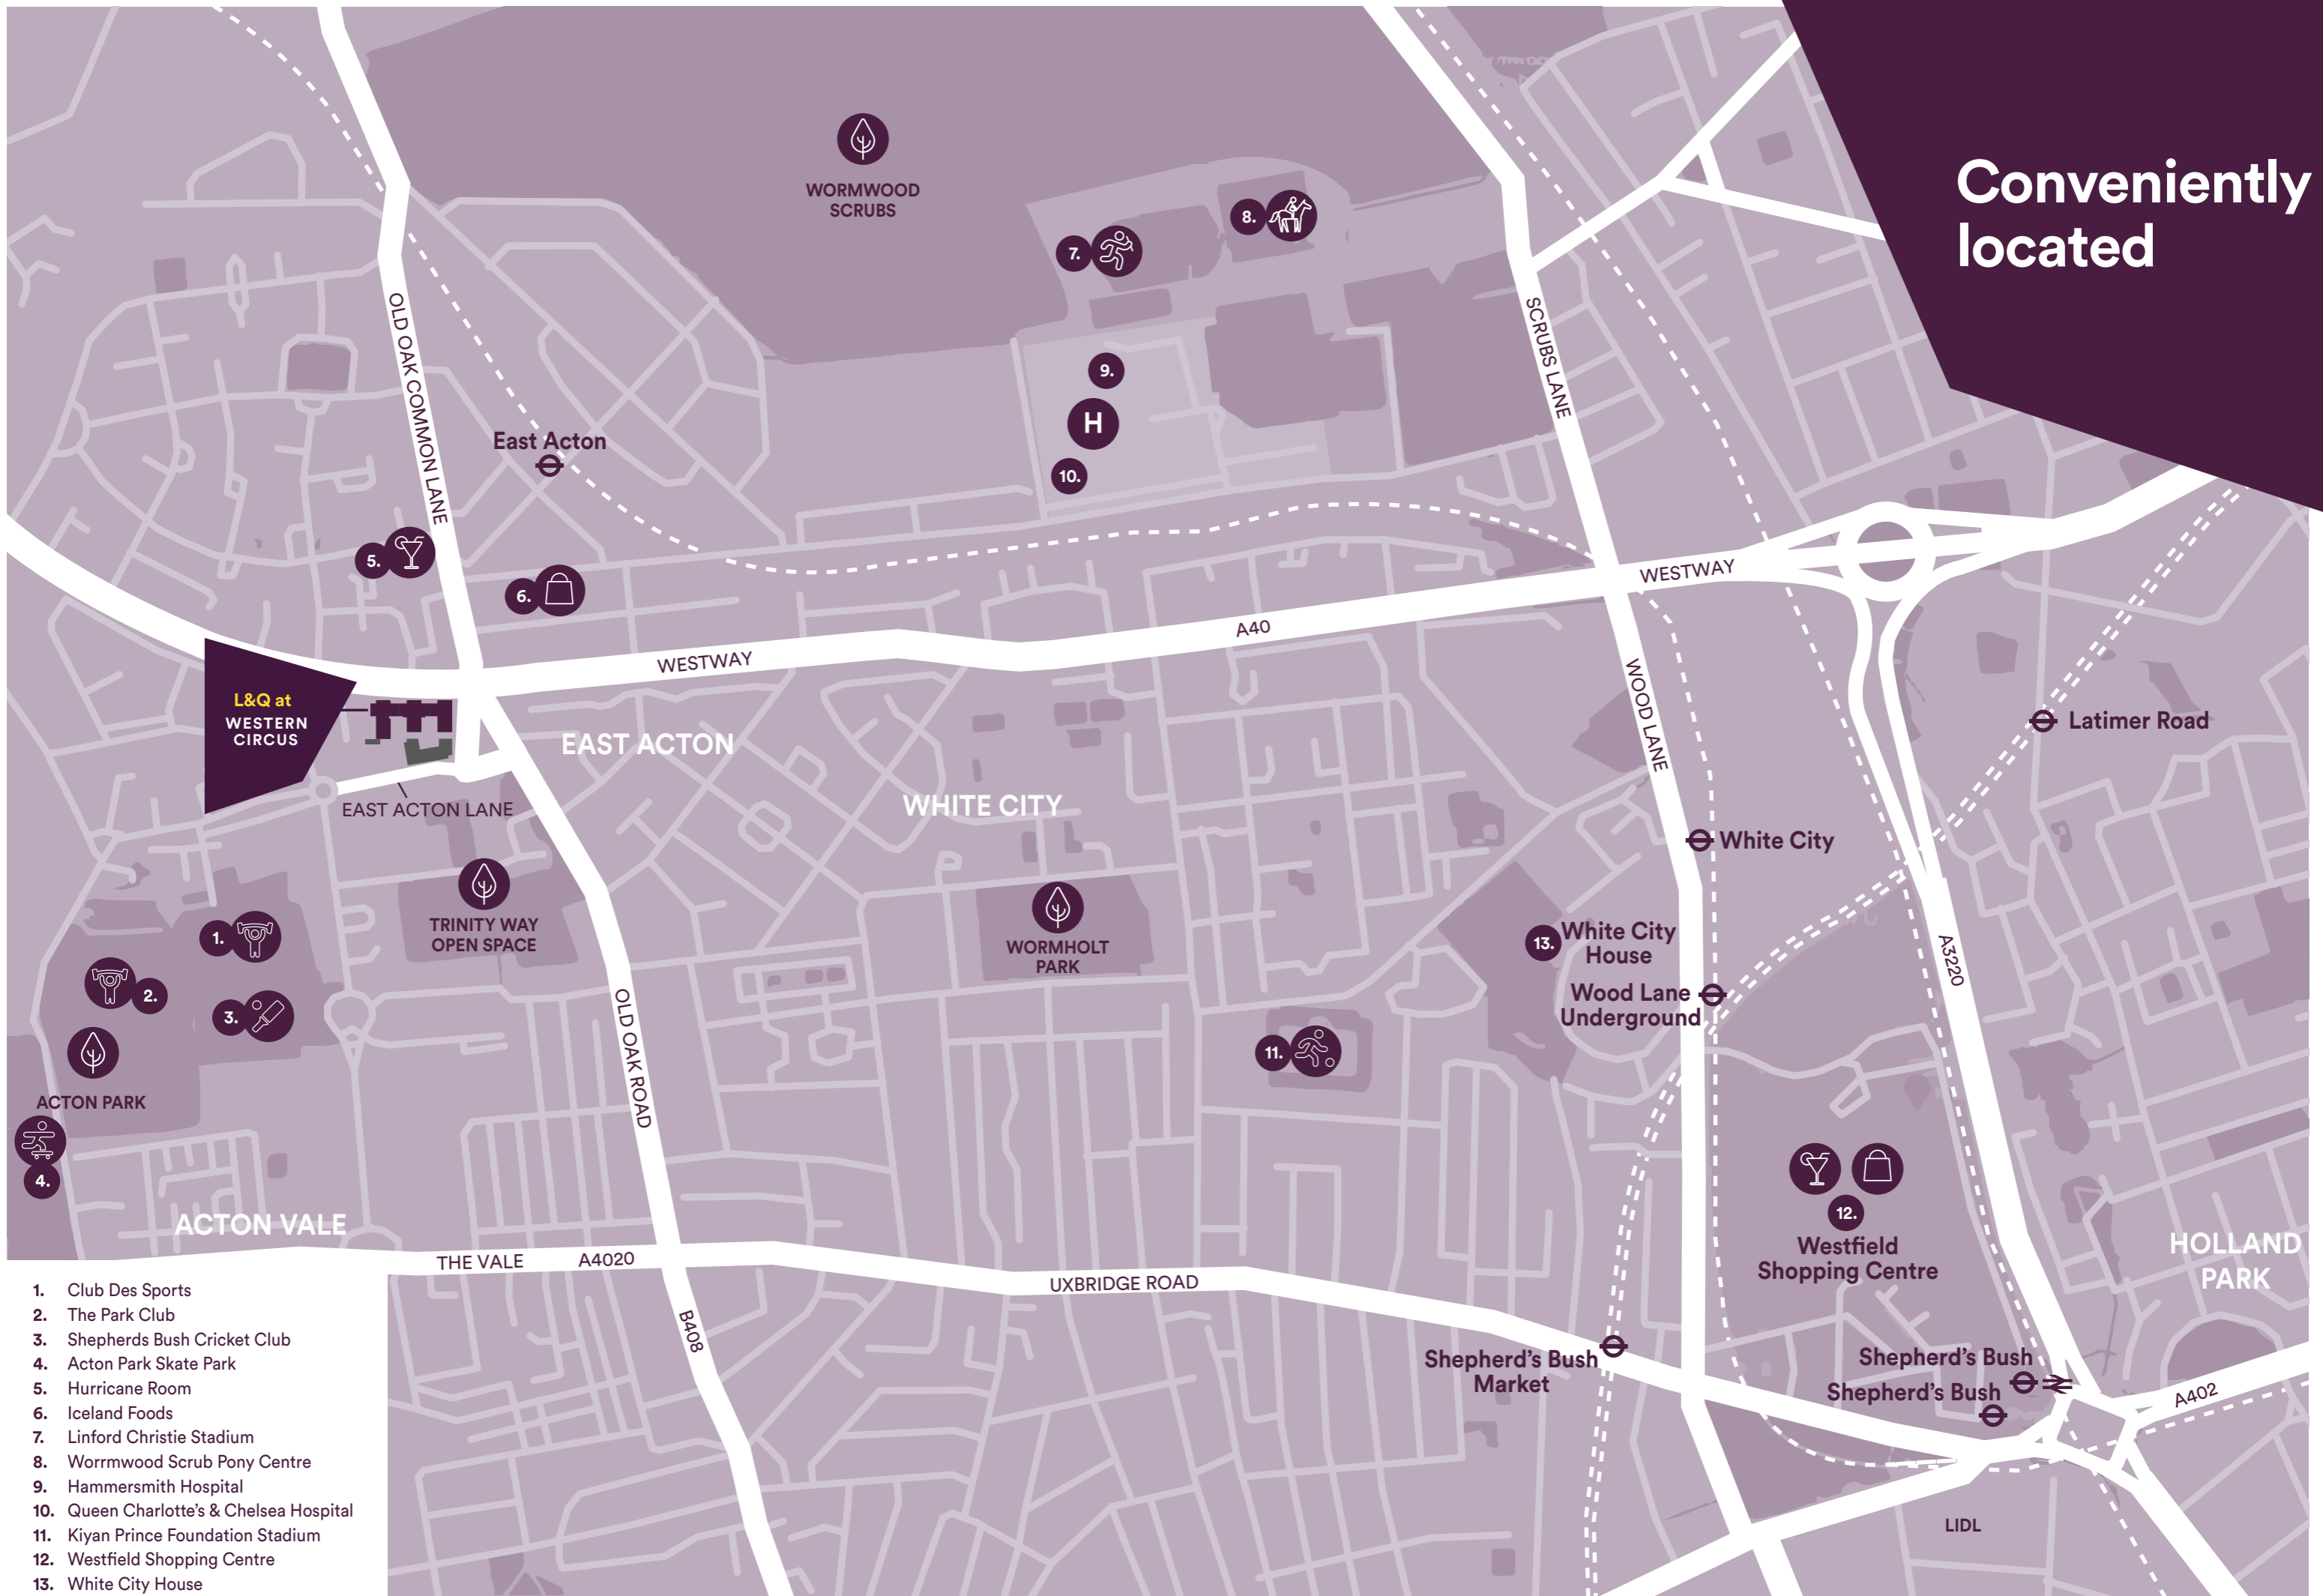 Conveniently
located
WORMWOOD
SCRUBS
8.
7.
OLD OAK COMMON LANE
SCRUBS LANE
9.
H
10.
East Acton
5.
6.
WESTWAY
A40
WESTWAY
L&Q at
WESTERN
CIRCUS
EAST ACTON
EAST ACTON LANE
WOOD LANE
Latimer Road
WHITE CITY
White City
TRINITY WAY
OPEN SPACE
WORMHOLT
PARK
1.
2.
3.
13.
White City
House
Wood Lane
Underground
A3220
OLD OAK ROAD
11.
ACTON PARK
4.
12.
Westfield
Shopping Centre
ACTON VALE
HOLLAND
PARK
THE VALE
A4020
UXBRIDGE ROAD
B408
Shepherd's Bush
Market
Shepherd's Bush
Shepherd's Bush
A402
LIDL
1. Club Des Sports
2. The Park Club
3. Shepherds Bush Cricket Club
4. Acton Park Skate Park
5. Hurricane Room
6. Iceland Foods
7. Linford Christie Stadium
8. Worrmwood Scrub Pony Centre
9. Hammersmith Hospital
10. Queen Charlotte's & Chelsea Hospital
11. Kiyan Prince Foundation Stadium
12. Westfield Shopping Centre
13. White City House